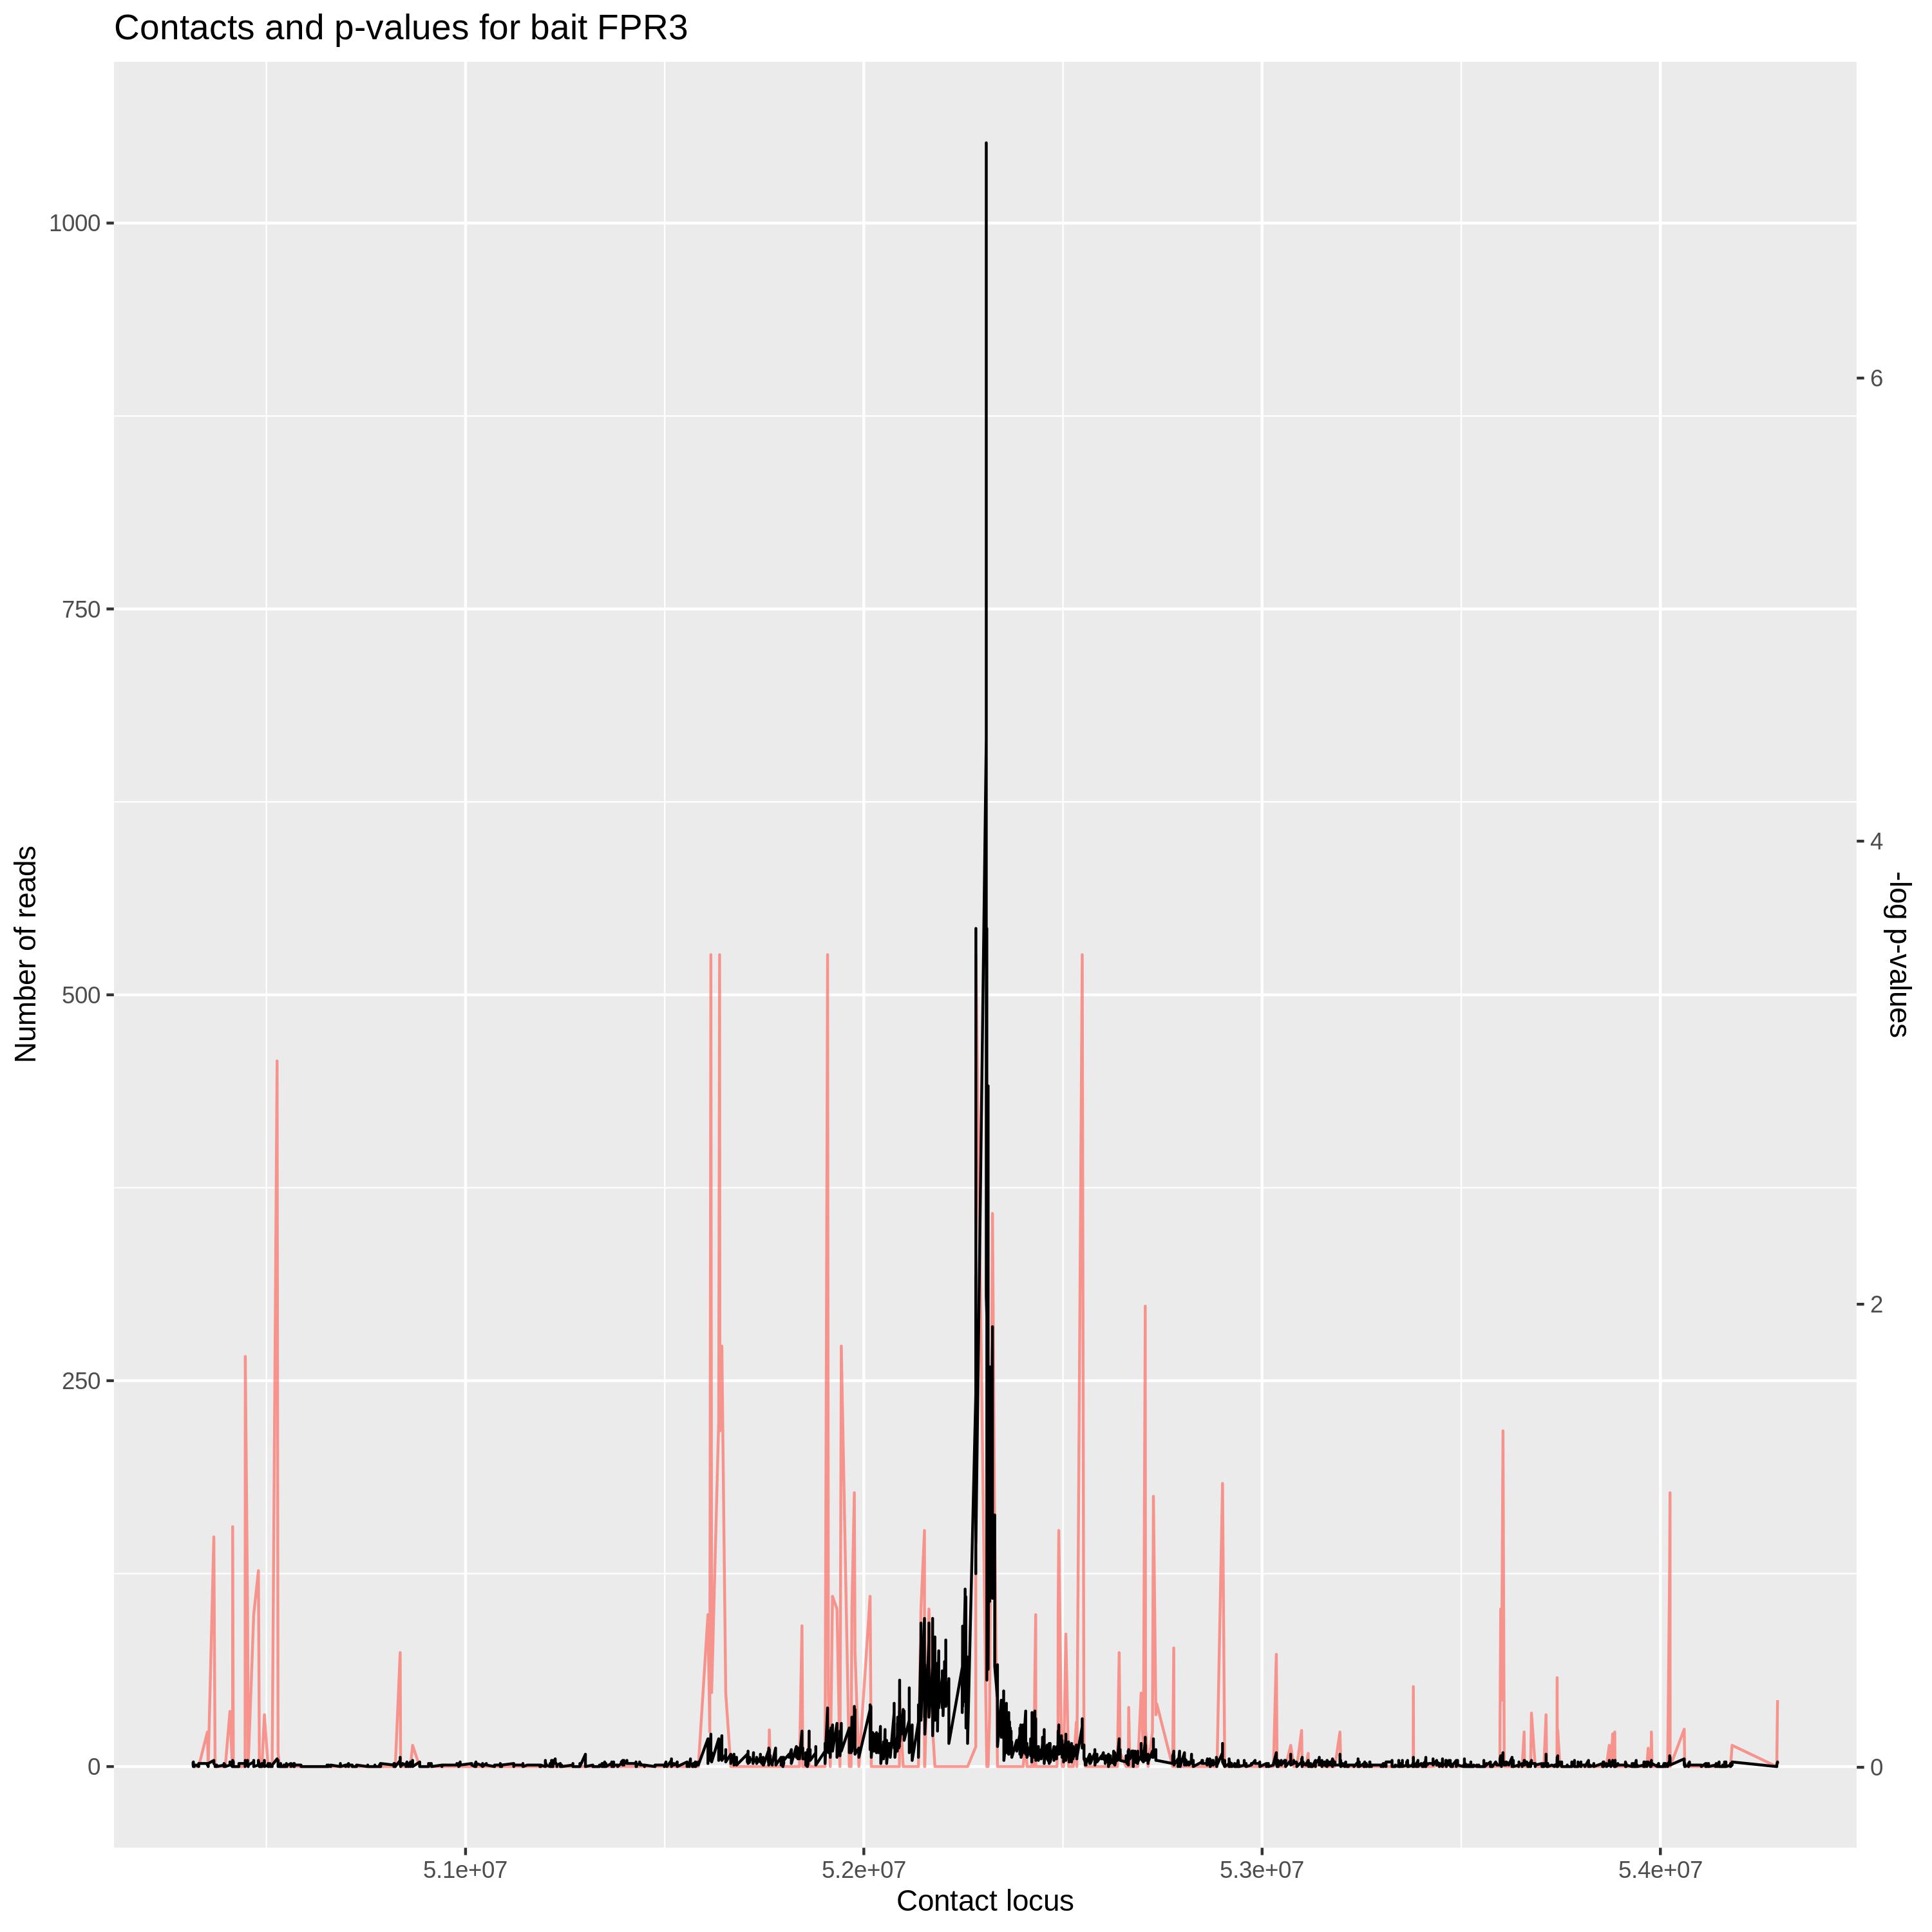 Contacts and p-values for bait FPR3
1000
750
500
250
0
6
4
2
0
Number of reads
-log p-values
5.1e+07
5.2e+07
5.3e+07
5.4e+07
Contact locus